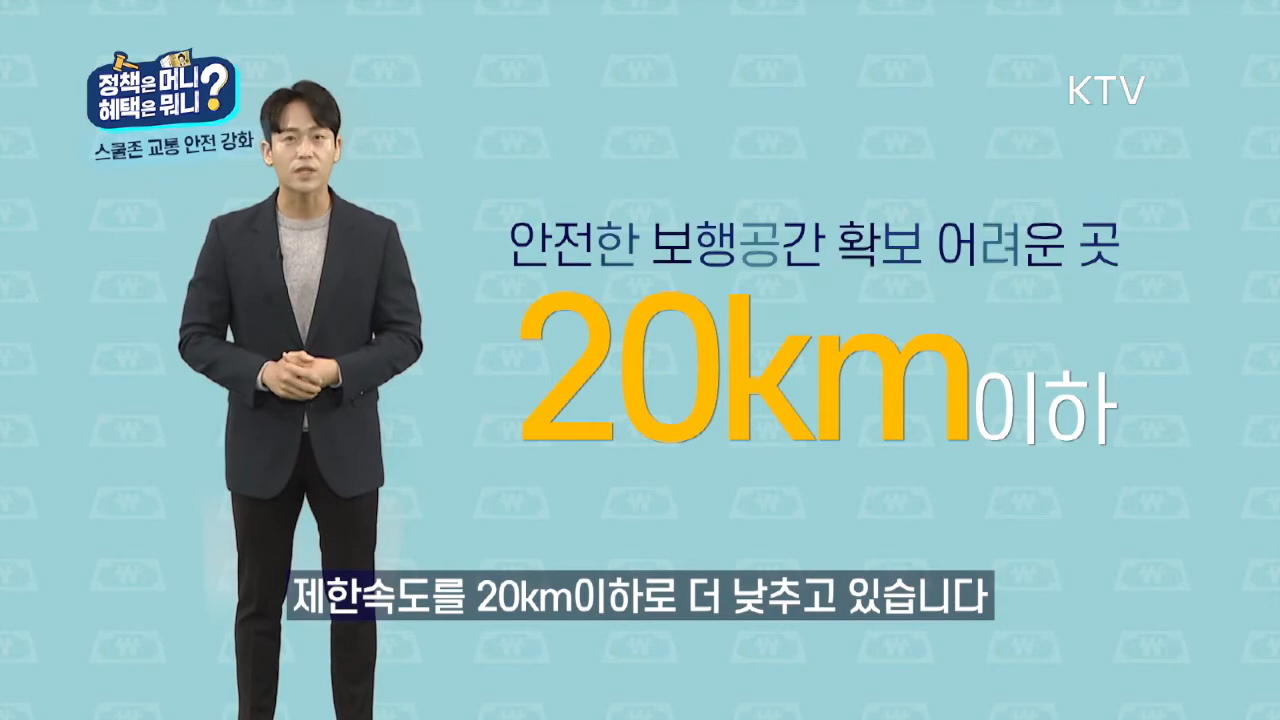 정책은 머니
혜택은 뭐니?
스쿨존 교통 안전 강화
KTV
안전한 보행공간 확보 어려운 곳
20km이하
제한속도를 20km이하로 더 낮추고 있습니다